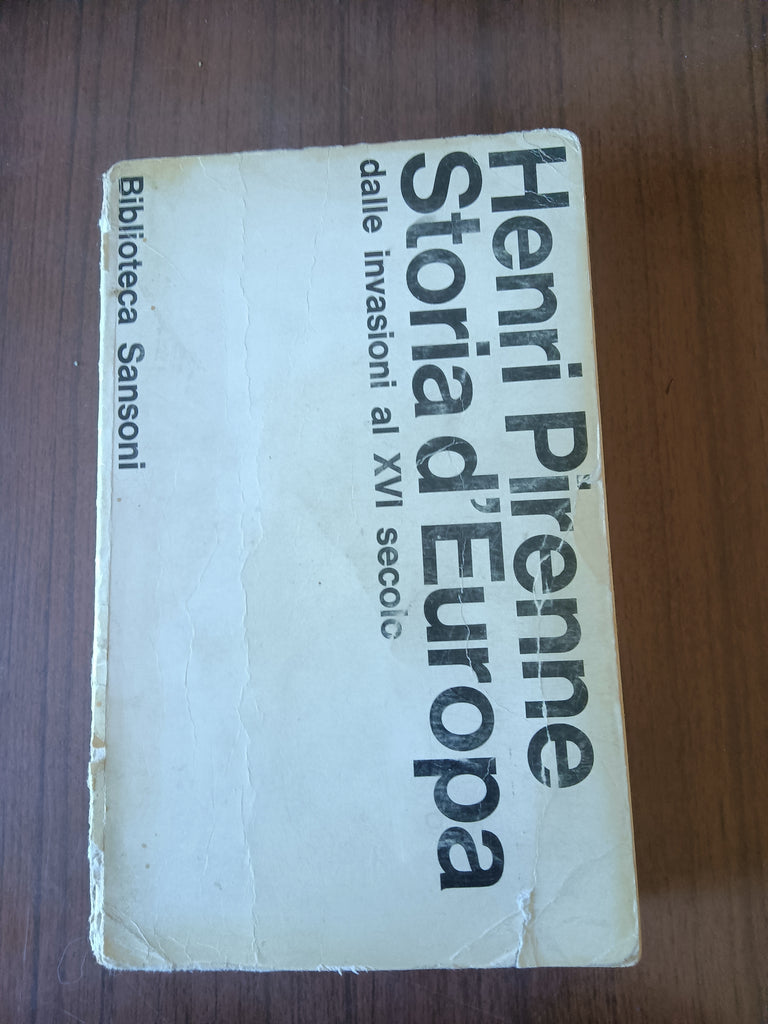 Henri Pirenne
Storia d'Europa
dalle invasioni al XVI secolo
Biblioteca Sansoni